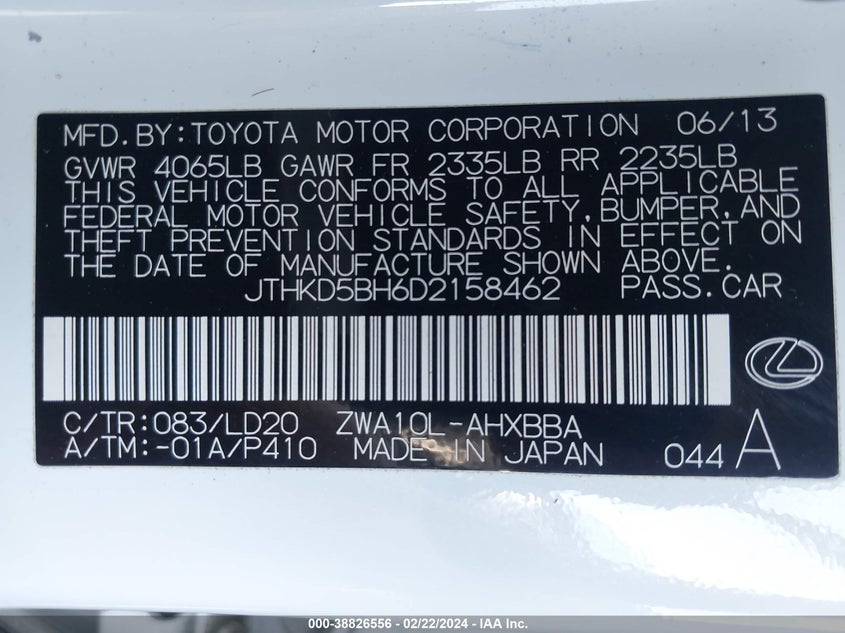 MFD.BY:TOYOTA MOTOR CORPORATION 06/13
GVWR 4065LB GAWR FR 2335LB RR 2235LB
THIS VEHICLE CONFORMS TO ALL APPLICABLE
FEDERAL MOTOR VEHICLE SAFETY,BUMPER,AND
THEFT PREVENTION STANDARDS IN EFFECT ON
THE DATE OF MANUFACTURE SHOWN ABOVE.
JTHKD5BH6D2158462 PASS.CAR
C/TR:083/LD20 ZWA10L-AHXBBA
A/TM:-01A/P410 MADE IN JAPAN 044 A
000-38826556 - 02/22/2024 - IAAI.com